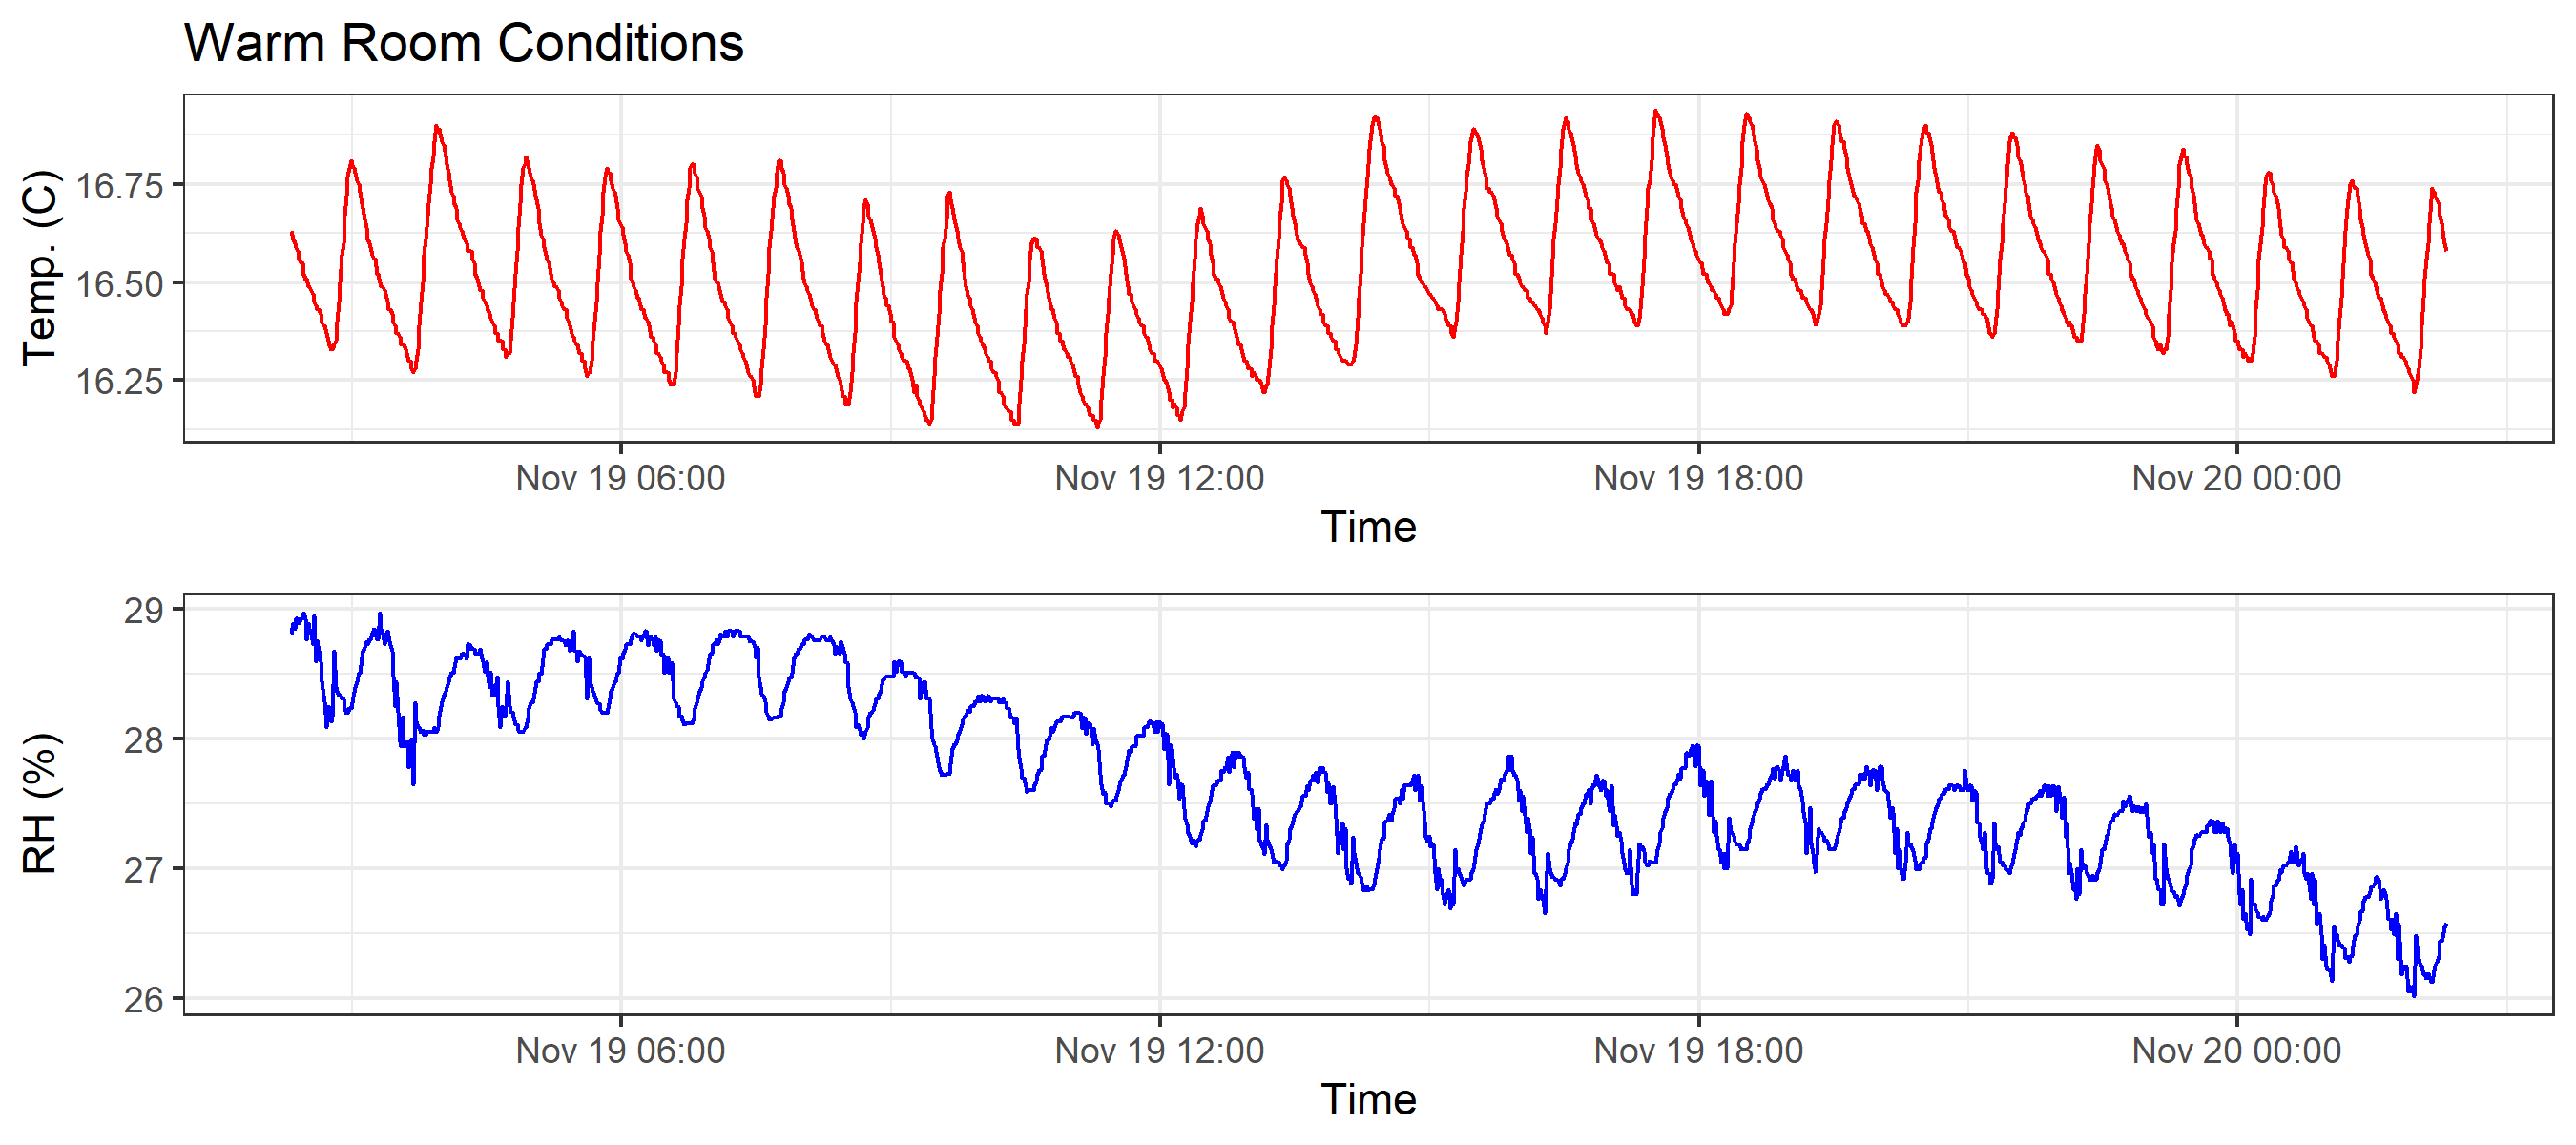 Warm Room Conditions
Temp. (C)
16.75
16.50
16.25
Nov 19 06:00 Nov 19 12:00 Nov 19 18:00 Nov 20 00:00
Time
RH (%)
29
28
27
26
Nov 19 06:00 Nov 19 12:00 Nov 19 18:00 Nov 20 00:00
Time